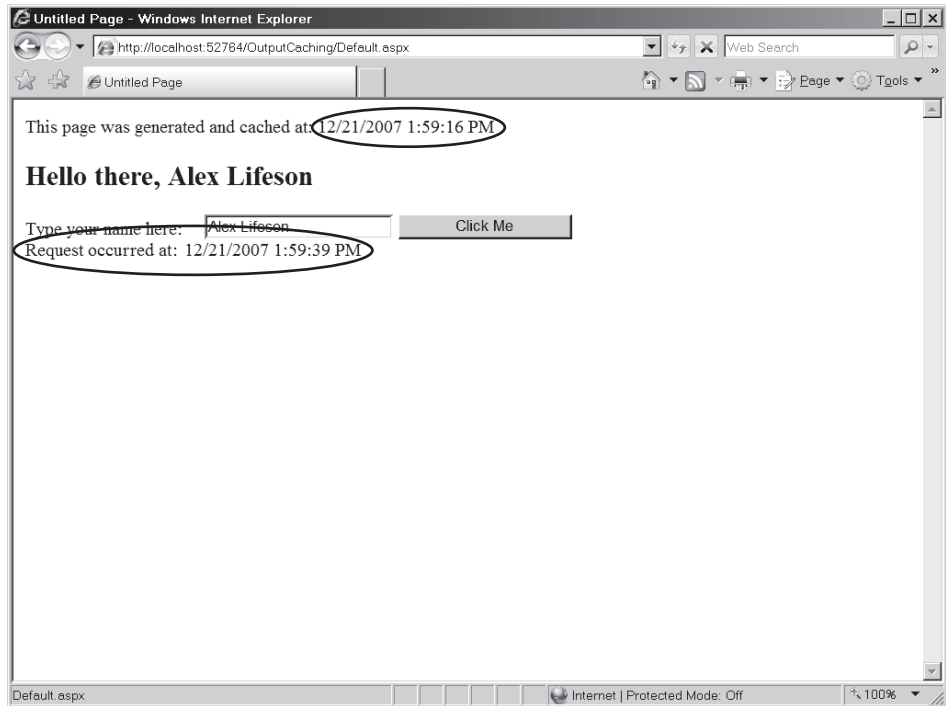 Untitled Page - Windows Internet Explorer
http://localhost:52764/OutputCaching/Default.aspx
Web Search
Untitled Page
Page
Tools
»
This page was generated and cached at: 12/21/2007 1:59:16 PM
Hello there, Alex Lifeson
Type your name here: Alex Lifeson Click Me
Request occurred at: 12/21/2007 1:59:39 PM
Default.aspx
Internet | Protected Mode: Off
100%